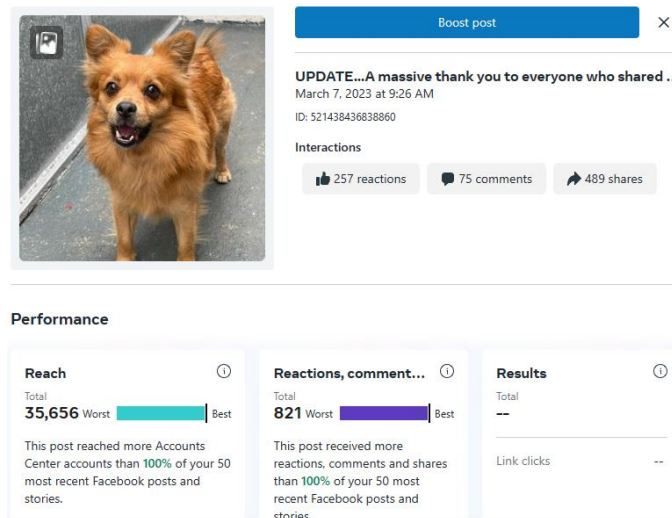 Boost post
UPDATE...A massive thank you to everyone who shared ..
March 7, 2023 at 9:26 AM
ID: 521438436838860
Interactions
257 reactions
75 comments
489 shares
Performance
Reach
Total
35,656 Worst Best
This post reached more Accounts
Center accounts than 100% of your 50
most recent Facebook posts and
stories.
Reactions, comment...
Total
821 Worst Best
This post received more
reactions, comments and shares
than 100% of your 50 most
recent Facebook posts and
stories
Results
Total
--
Link clicks --